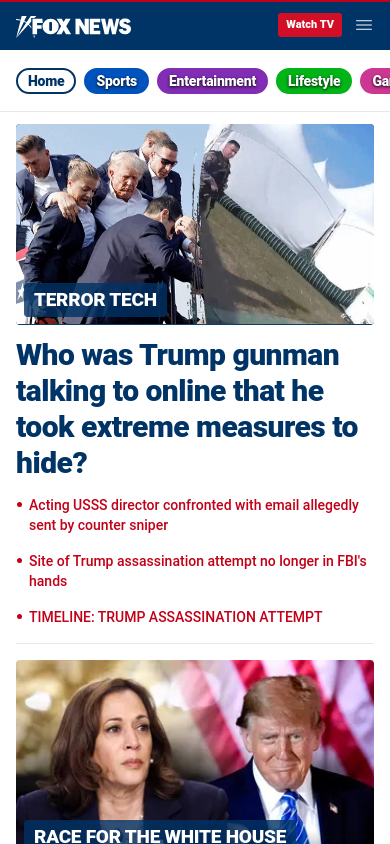 FOX NEWS
Watch TV
Home
Sports
Entertainment
Lifestyle
TERROR TECH
Who was Trump gunman
talking to online that he
took extreme measures to
hide?
• Acting USSS director confronted with email allegedly
sent by counter sniper
• Site of Trump assassination attempt no longer in FBI's
hands
• TIMELINE: TRUMP ASSASSINATION ATTEMPT
RACE FOR THE WHITE HOUSE